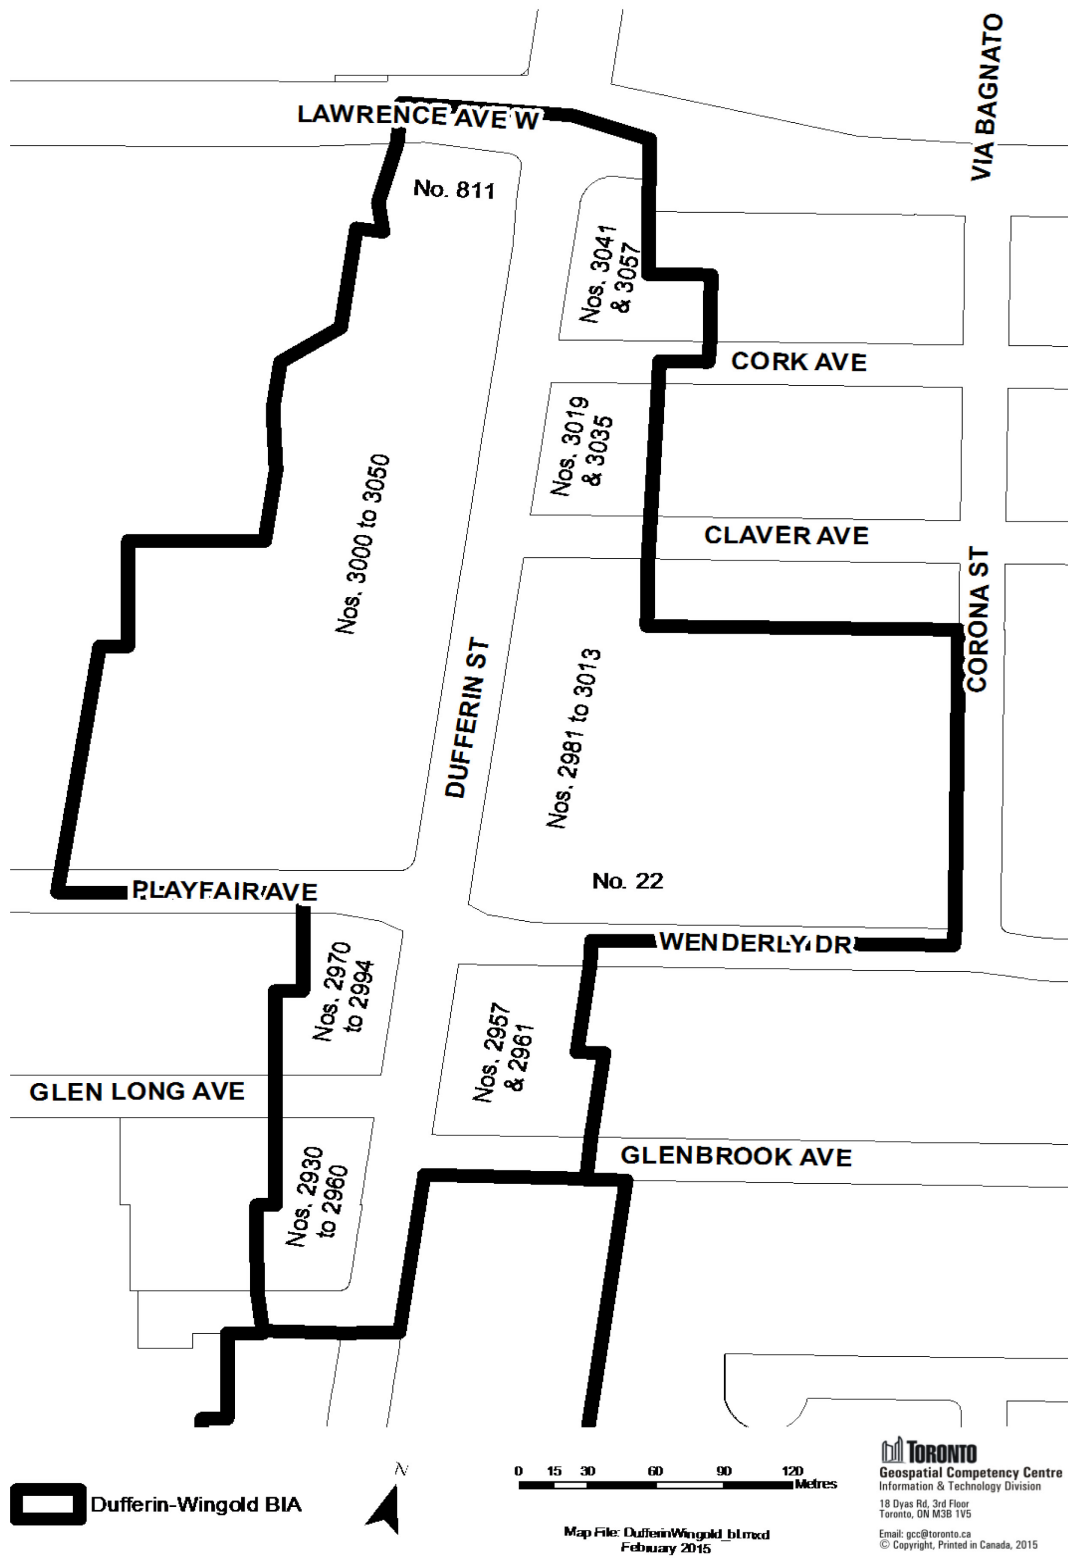 VIA BAGNATO
LAWRENCE AVE W
No. 811
Nos. 3041
& 3057
CORK AVE
Nos. 3019
& 3035
Nos. 3000 to 3050
CLAVER AVE
CORONA ST
DUFFERIN ST
Nos. 2981 to 3013
No. 22
PLAYFAIR AVE
WENDERLY DR
Nos. 2970
to 2994
Nos. 2957
& 2961
GLEN LONG AVE
GLENBROOK AVE
Nos. 2930
to 2960
N
0 15 30 60 90 120
Metres
Dufferin-Wingold BIA
Map File: DufferinWingold_bl.mxd
February 2015
TORONTO
Geospatial Competency Centre
Information & Technology Division
18 Dyas Rd, 3rd Floor
Toronto, ON M3B 1V5
Email: gcc@toronto.ca
© Copyright, Printed in Canada, 2015